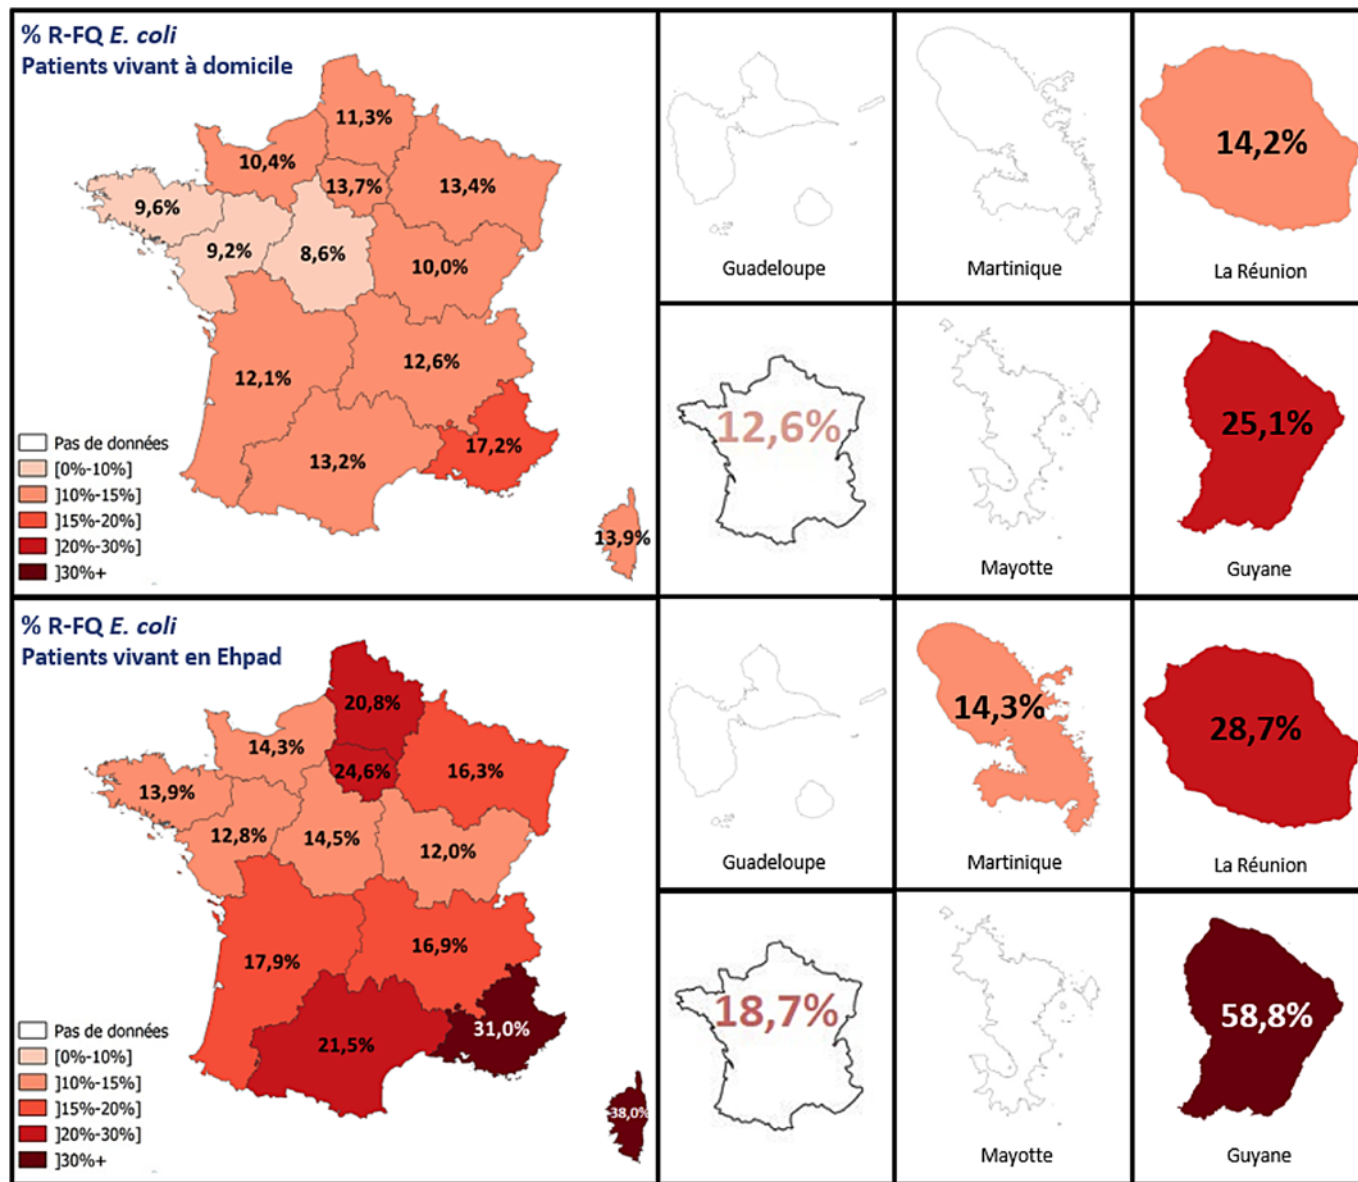 % R-FQ E. coli
Patients vivant à domicile
11,3%
10,4%
13,7%
13,4%
9,6%
9,2%
8,6%
10,0%
12,1%
12,6%
13,2%
17,2%
13,9%
Pas de données
[0%-10%]
]10%-15%]
]15%-20%]
]20%-30%]
]30%+
Guadeloupe
Martinique
14,2%
La Réunion
12,6%
Mayotte
25,1%
Guyane
% R-FQ E. coli
Patients vivant en Ehpad
20,8%
14,3%
24,6%
16,3%
13,9%
12,8%
14,5%
12,0%
17,9%
16,9%
21,5%
31,0%
38,0%
Pas de données
[0%-10%]
]10%-15%]
]15%-20%]
]20%-30%]
]30%+
Guadeloupe
14,3%
Martinique
28,7%
La Réunion
18,7%
Mayotte
58,8%
Guyane